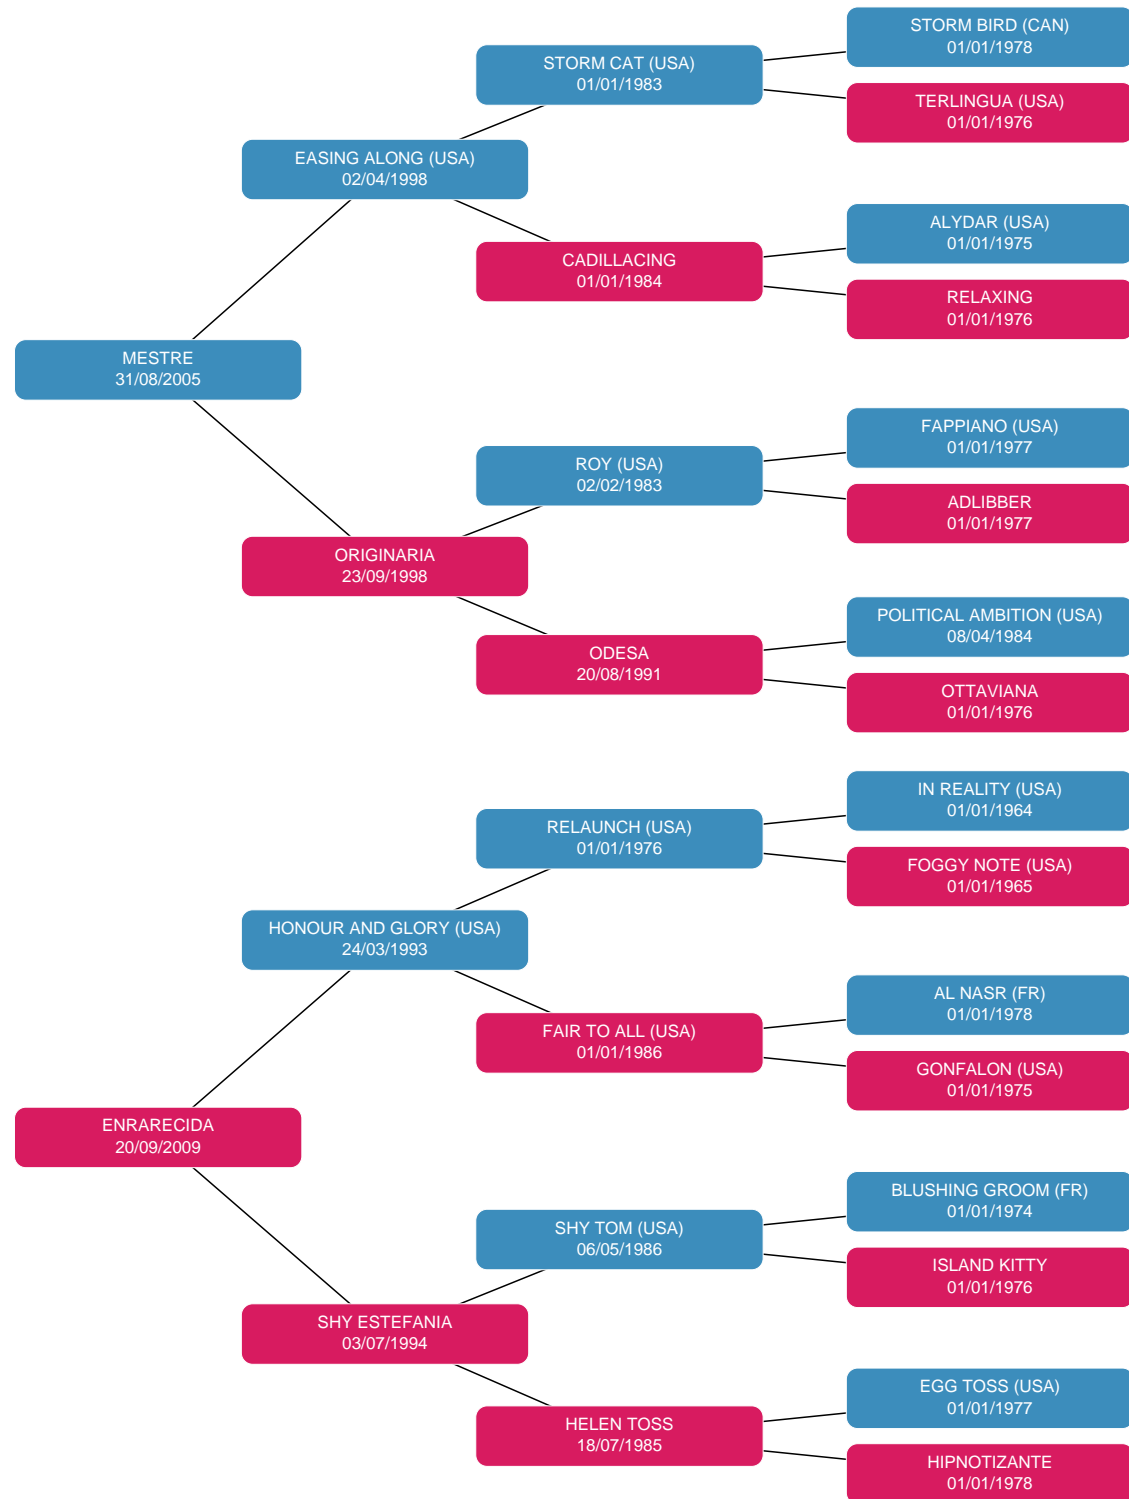 STORM BIRD (CAN)
01/01/1978
STORM CAT (USA)
01/01/1983
TERLINGUA (USA)
01/01/1976
EASING ALONG (USA)
02/04/1998
ALYDAR (USA)
01/01/1975
CADILLACING
01/01/1984
RELAXING
01/01/1976
MESTRE
31/08/2005
FAPPIANO (USA)
01/01/1977
ROY (USA)
02/02/1983
ADLIBBER
01/01/1977
ORIGINARIA
23/09/1998
POLITICAL AMBITION (USA)
08/04/1984
ODESA
20/08/1991
OTTAVIANA
01/01/1976
IN REALITY (USA)
01/01/1964
RELAUNCH (USA)
01/01/1976
FOGGY NOTE (USA)
01/01/1965
HONOUR AND GLORY (USA)
24/03/1993
AL NASR (FR)
01/01/1978
FAIR TO ALL (USA)
01/01/1986
GONFALON (USA)
01/01/1975
ENRARECIDA
20/09/2009
BLUSHING GROOM (FR)
01/01/1974
SHY TOM (USA)
06/05/1986
ISLAND KITTY
01/01/1976
SHY ESTEFANIA
03/07/1994
EGG TOSS (USA)
01/01/1977
HELEN TOSS
18/07/1985
HIPNOTIZANTE
01/01/1978